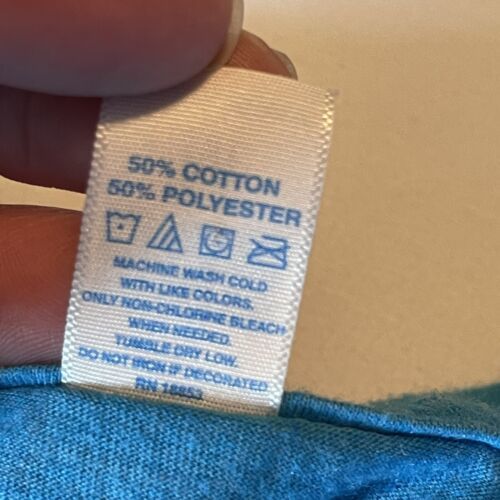 50% COTTON
50% POLYESTER
MACHINE WASH COLD
WITH LIKE COLORS.
ONLY NON-CHLORINE BLEACH
WHEN NEEDED.
TUMBLE DRY LOW.
DO NOT IRON IF DECORATED.
RN